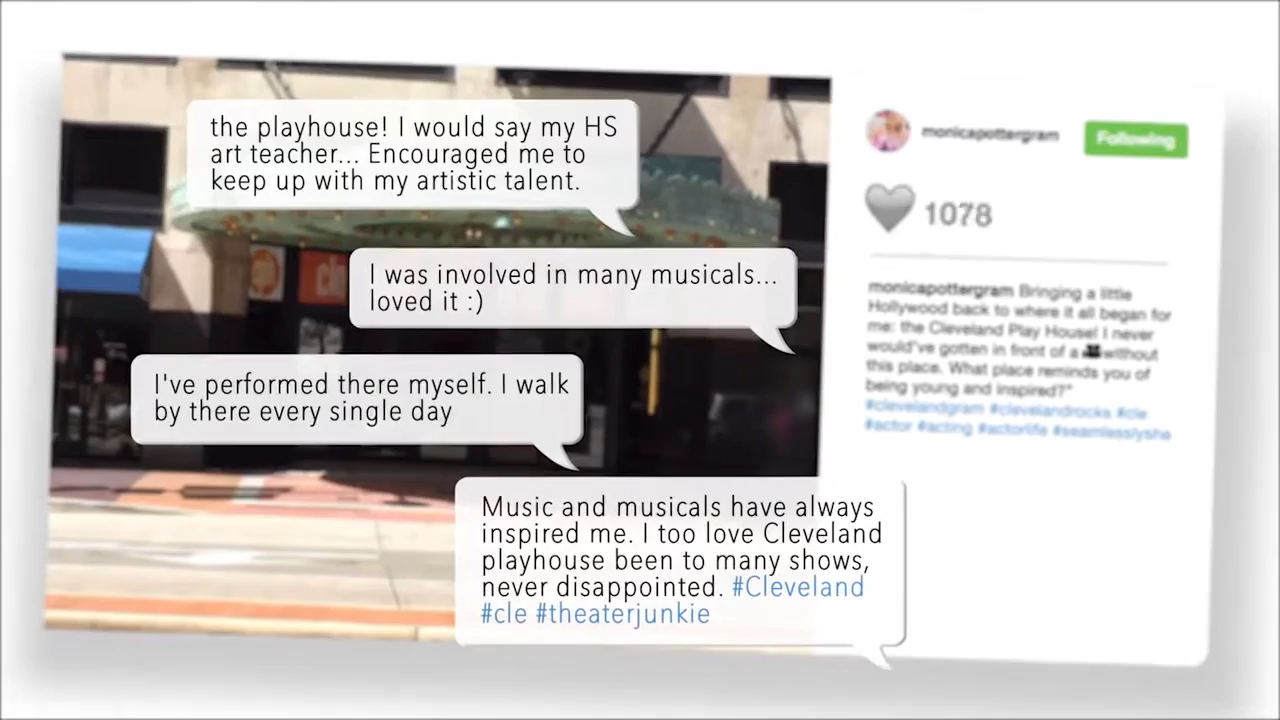 the playhouse! I would say my HS
art teacher... Encouraged me to
keep up with my artistic talent.
I was involved in many musicals...
loved it :)
I've performed there myself. I walk
by there every single day
Music and musicals have always
inspired me. I too love Cleveland
playhouse been to many shows,
never disappointed. #Cleveland
#cle #theaterjunkie
monicapottergram
Following
1078
monicapottergram Bringing a little
Hollywood back to where it all began for
me: the Cleveland Play House! I never
would've gotten in front of a 🎥 without
this place. What place reminds you of
being young and inspired?"
#clevelandgram #clevelandrocks #cle
#actor #acting #actorlife #seamlesslyshe